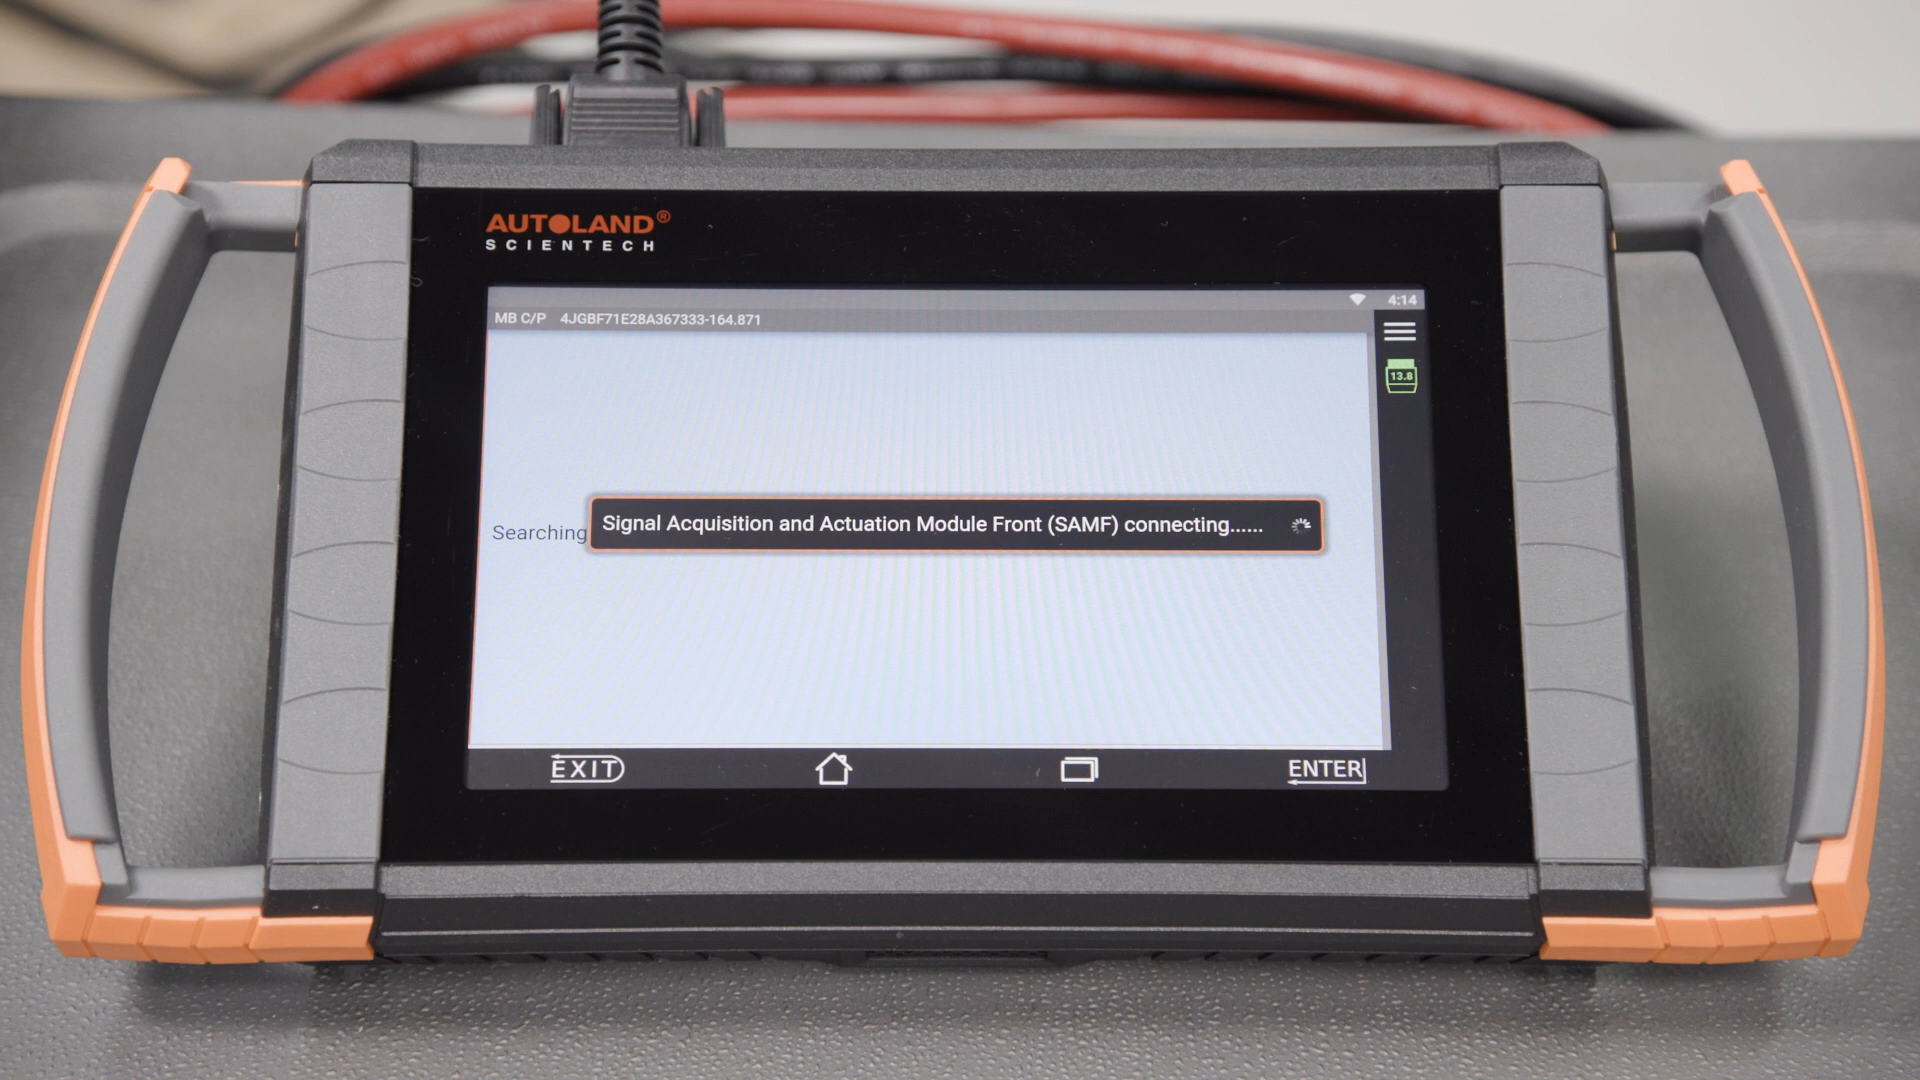 AUTOLAND®
SCIENTECH
4:14
MB C/P 4JGBF71E28A367333-164.871
13.8
Searching
Signal Acquisition and Actuation Module Front (SAMF) connecting......
EXIT
ENTER